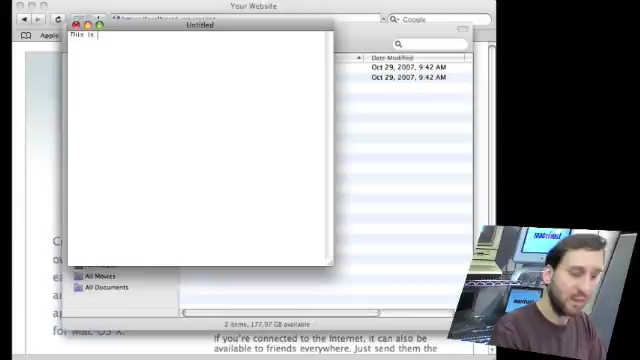 Your Website
Google
Apple
Untitled
This is
Date Modified
Oct 29, 2007, 9:42 AM
Oct 29, 2007, 9:42 AM
All Movies
All Documents
for Mac OS X.
2 items, 177.97 GB available
If you're connected to the Internet, it can also be
available to friends everywhere. Just send them the
macmost